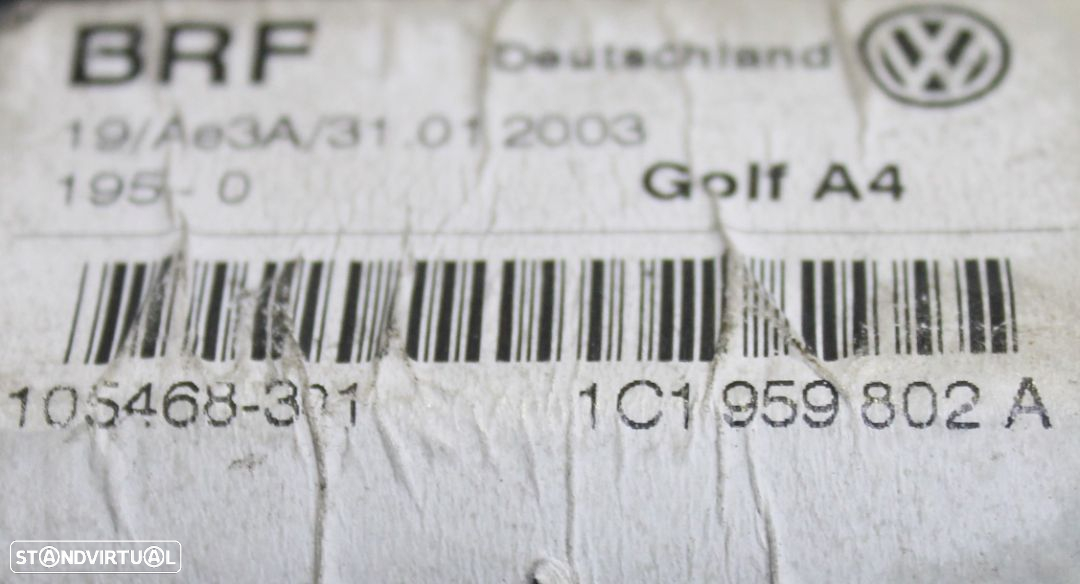 BRF Deutschland
19/Ae3A/31.01 2003
195- 0
Golf A4
1C1 959 802 A
STANDVIRTUAL